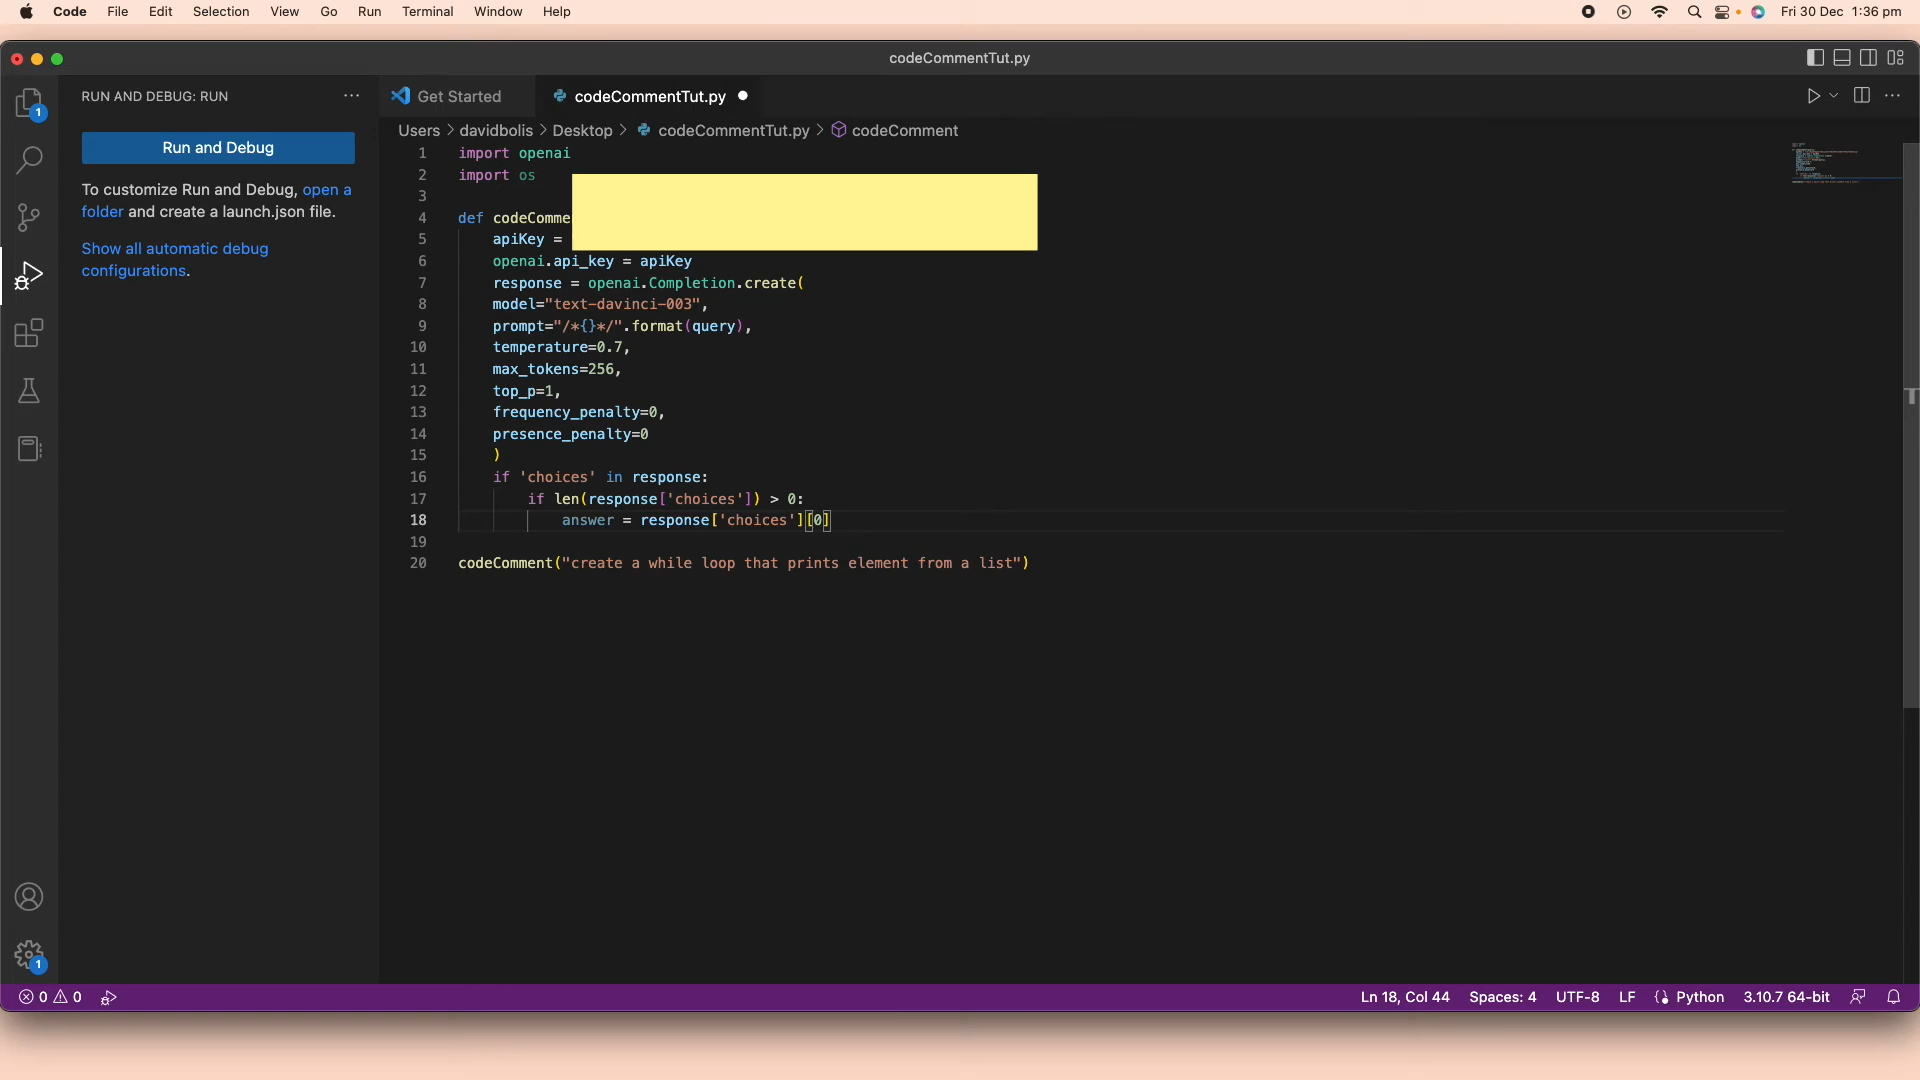 Code File Edit Selection View Go Run Terminal Window Help Fri 30 Dec 1:36 pm
codeCommentTut.py
RUN AND DEBUG: RUN
Run and Debug
To customize Run and Debug, open a
folder and create a launch.json file.
Show all automatic debug
configurations.
1
1
Get Started codeCommentTut.py
Users > davidbolis > Desktop > codeCommentTut.py > codeComment
1 import openai
2 import os
3
4 def codeComme
5 apiKey =
6 openai.api_key = apiKey
7 response = openai.Completion.create(
8 model="text-davinci-003",
9 prompt="/*{}*/".format(query),
10 temperature=0.7,
11 max_tokens=256,
12 top_p=1,
13 frequency_penalty=0,
14 presence_penalty=0
15 )
16 if 'choices' in response:
17 if len(response['choices']) > 0:
18 answer = response['choices'][0]
19
20 codeComment("create a while loop that prints element from a list")
0 0 Ln 18, Col 44 Spaces: 4 UTF-8 LF Python 3.10.7 64-bit